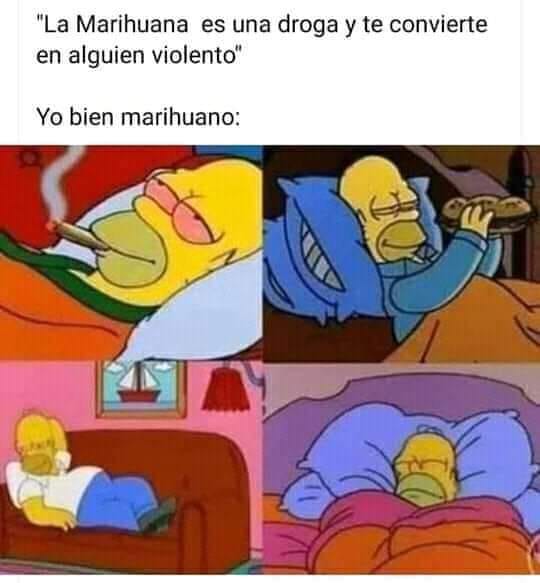 "La Marihuana es una droga y te convierte
en alguien violento"
Yo bien marihuano: